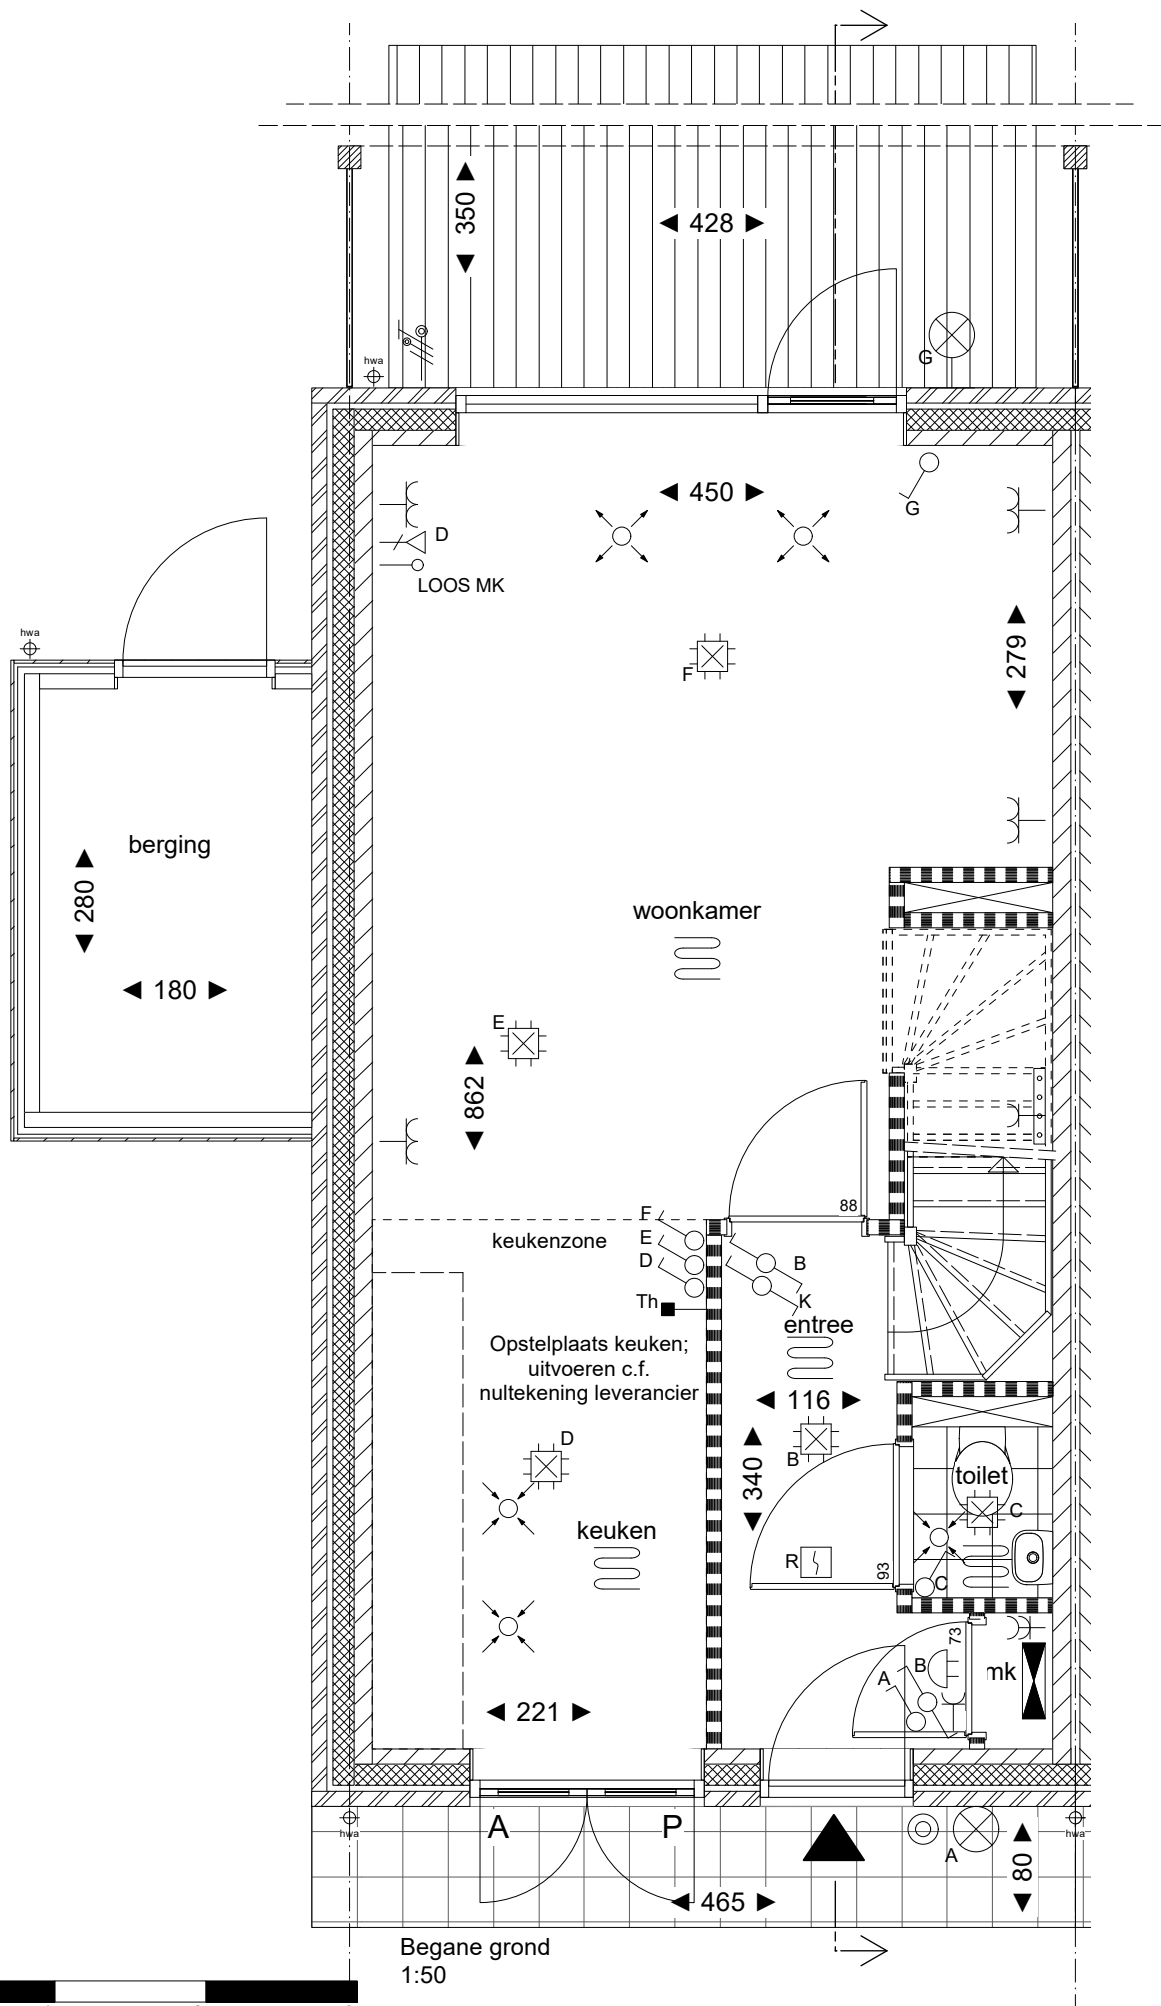 350
428
hwa
G
450
G
D
LOOS MK
hwa
279
F
berging
280
180
woonkamer
E
862
88
F
E
D
Th
keukenzone
B
K
entree
Opstelplaats keuken;
uitvoeren c.f.
nultekening leverancier
116
B
340
D
toilet
C
keuken
R
93
C
73
B
A
mk
221
A
P
hwa
A
hwa
80
465
Begane grond
1:50